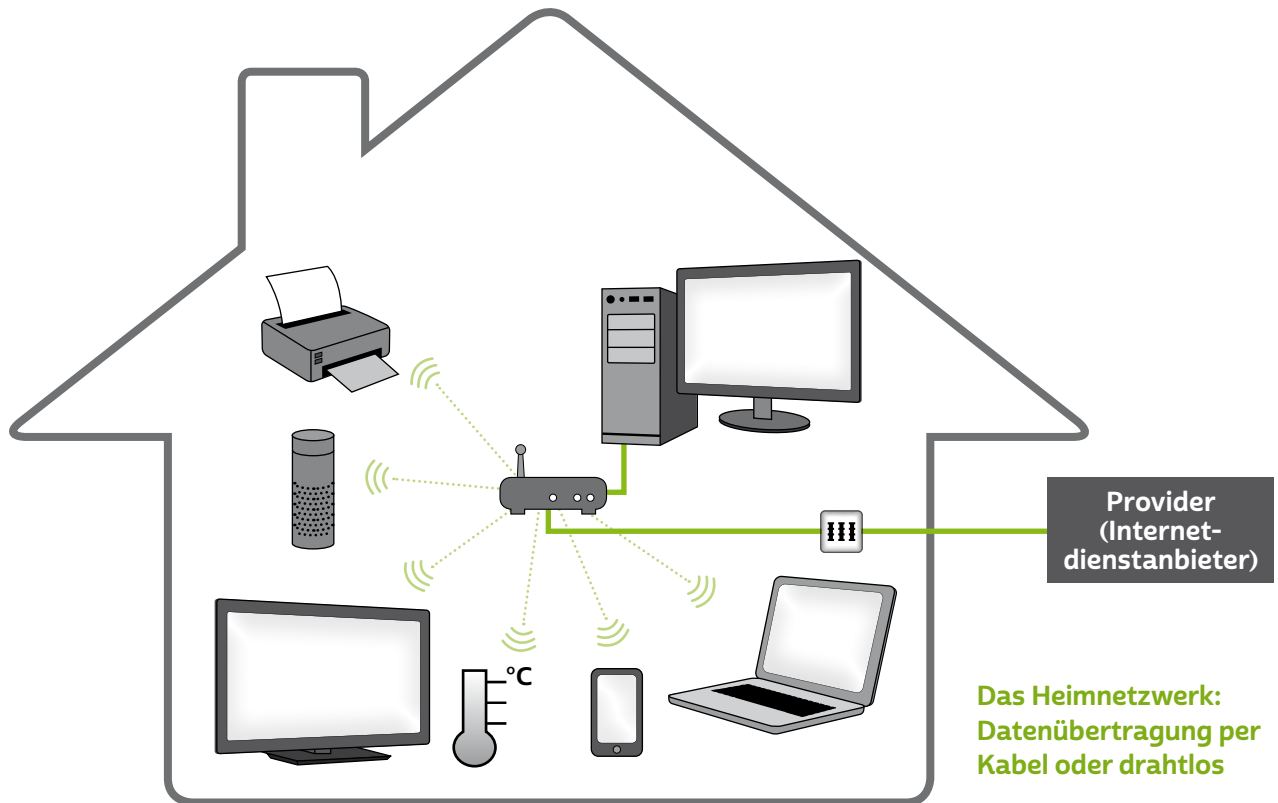 °C
Provider
(Internet-
dienstanbieter)
Das Heimnetzwerk:
Datenübertragung per
Kabel oder drahtlos